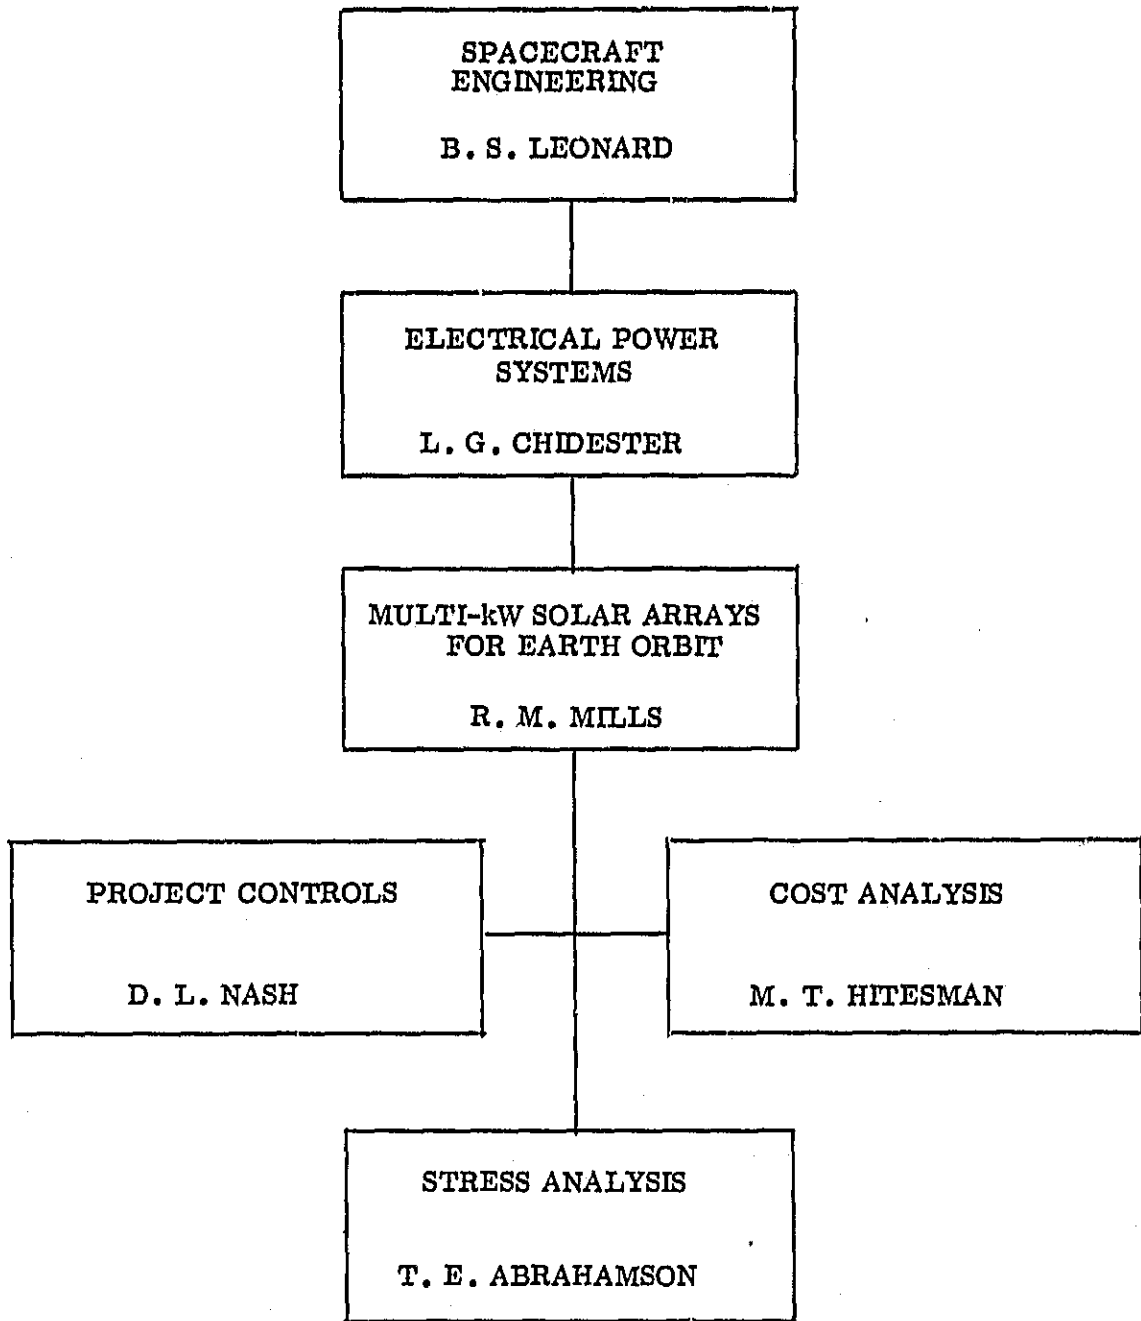 SPACECRAFT
ENGINEERING
B. S. LEONARD
ELECTRICAL POWER
SYSTEMS
L. G. CHIDESTER
MULTI-kW SOLAR ARRAYS
FOR EARTH ORBIT
R. M. MILLS
PROJECT CONTROLS
D. L. NASH
COST ANALYSIS
M. T. HITESMAN
STRESS ANALYSIS
T. E. ABRAHAMSON